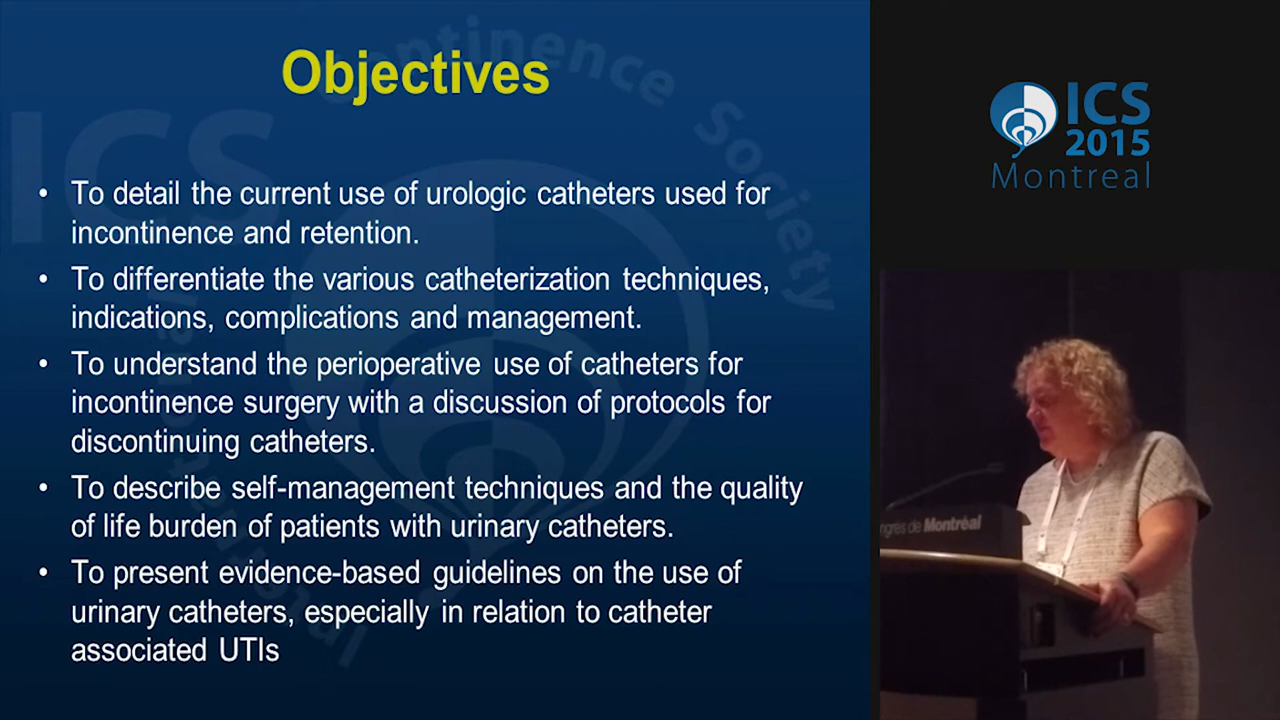 Objectives
• To detail the current use of urologic catheters used for
incontinence and retention.
• To differentiate the various catheterization techniques,
indications, complications and management.
• To understand the perioperative use of catheters for
incontinence surgery with a discussion of protocols for
discontinuing catheters.
• To describe self-management techniques and the quality
of life burden of patients with urinary catheters.
• To present evidence-based guidelines on the use of
urinary catheters, especially in relation to catheter
associated UTIs
ICS
Continence Society
ICS
2015
Montreal
de Montréal